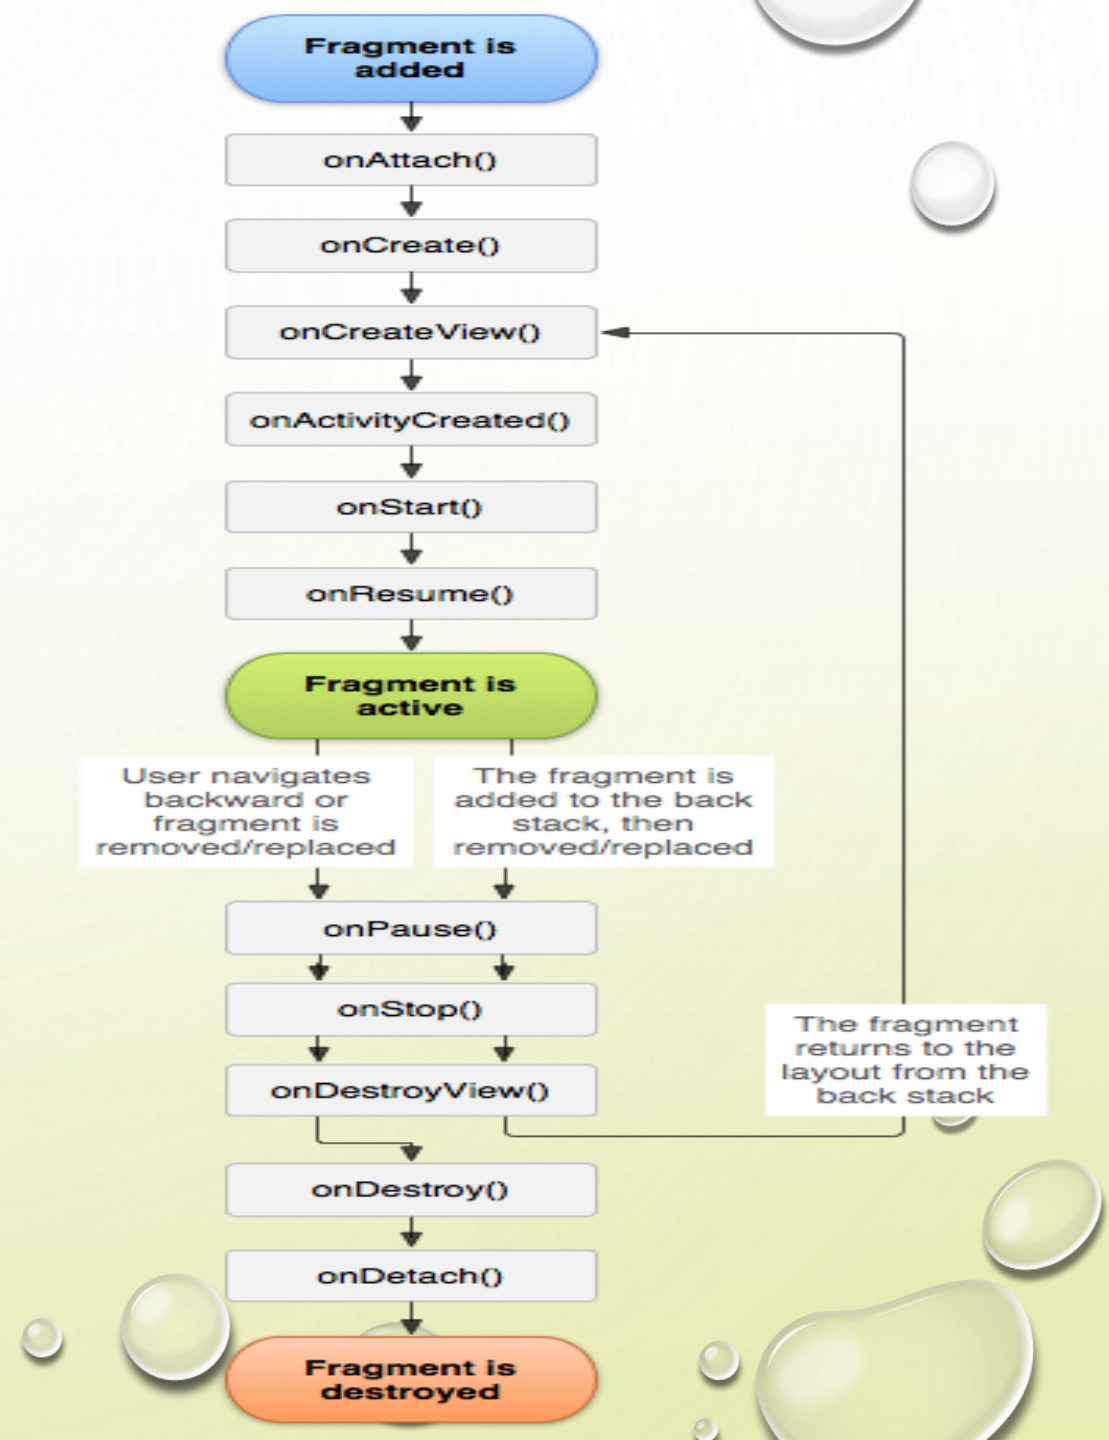 Fragment is
added
onAttach()
onCreate()
onCreateView()
onActivityCreated()
onStart()
onResume()
Fragment is
active
User navigates
backward or
fragment is
removed/replaced
The fragment is
added to the back
stack, then
removed/replaced
onPause()
onStop()
onDestroyView()
The fragment
returns to the
layout from the
back stack
onDestroy()
onDetach()
Fragment is
destroyed